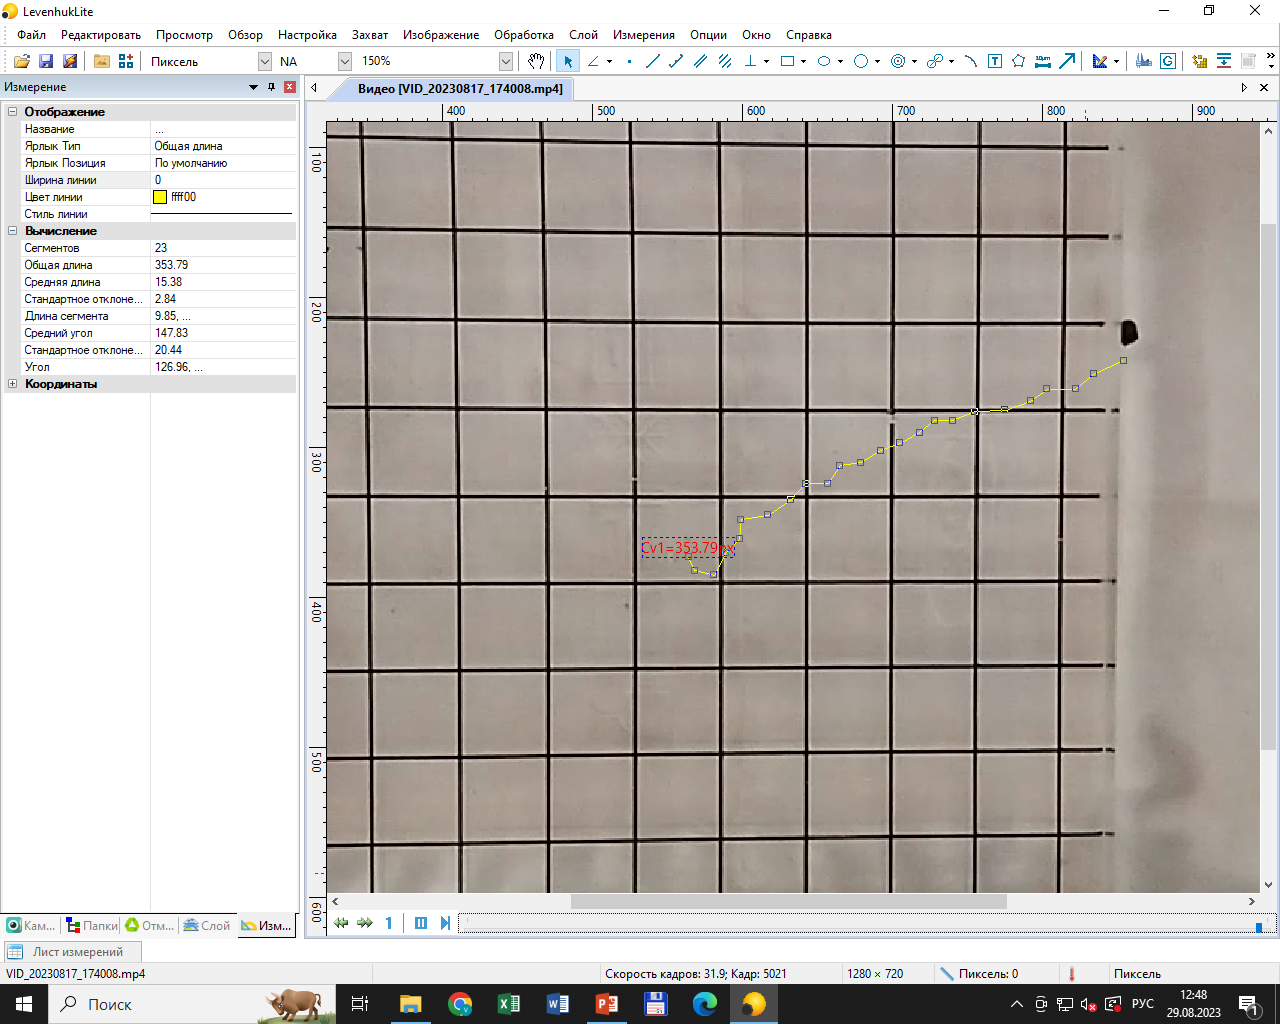 LevenhukLite
Файл Редактировать Просмотр Обзор Настройка Захват Изображение Обработка Слой Измерения Опции Окно Справка
Пиксель NA 150%
Измерение
Видео [VID_20230817_174008.mp4]
Отображение
Название ...
Ярлык Тип Общая длина
Ярлык Позиция По умолчанию
Ширина линии 0
Цвет линии ffff00
Стиль линии
Вычисление
Сегментов 23
Общая длина 353.79
Средняя длина 15.38
Стандартное отклоне... 2.84
Длина сегмента 9.85, ...
Средний угол 147.83
Стандартное отклоне... 20.44
Угол 126.96, ...
Координаты
400 500 600 700 800 900
100
200
300
400
500
600
Cv1=353.79px
1
Кам... Папки Отм... Слой Изм...
Лист измерений
VID_20230817_174008.mp4 Скорость кадров: 31.9; Кадр: 5021 1280 × 720 Пиксель: 0 Пиксель
Поиск
РУС
12:48
29.08.2023
1